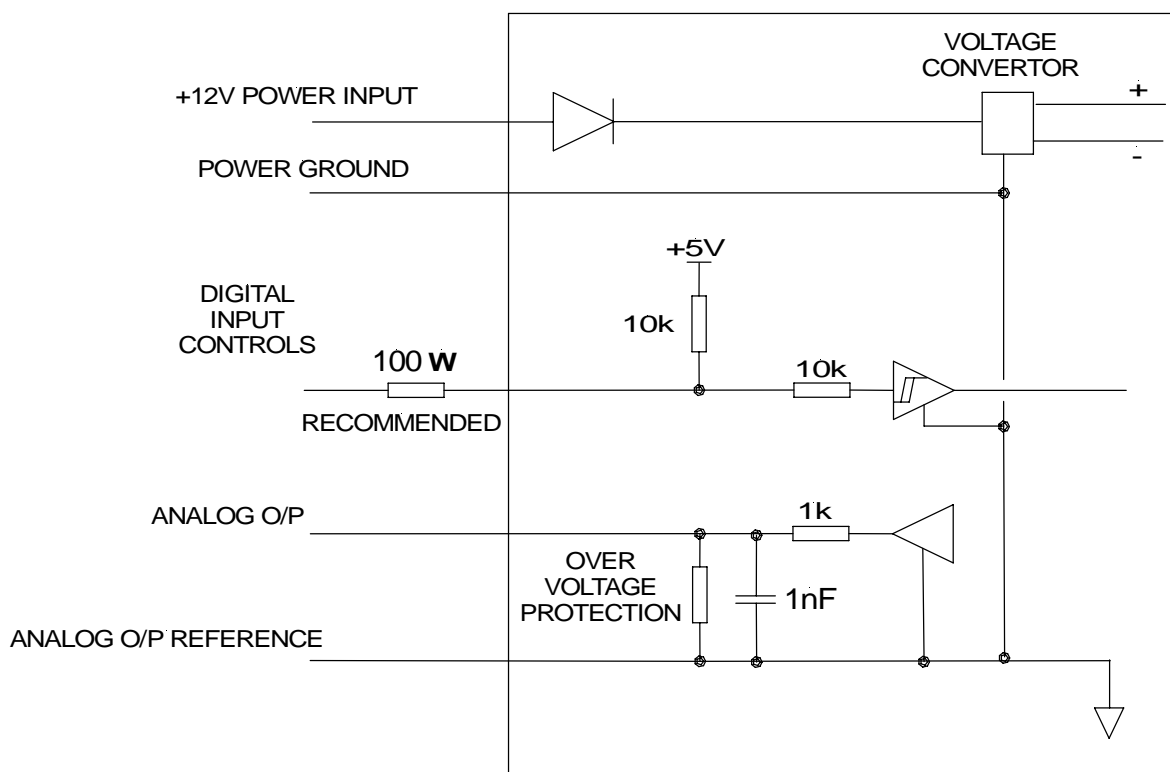 VOLTAGE
CONVERTOR
+12V POWER INPUT
+
-
POWER GROUND
+5V
DIGITAL
INPUT
CONTROLS
10k
100 W
10k
RECOMMENDED
ANALOG O/P
1k
OVER
VOLTAGE
PROTECTION
1nF
ANALOG O/P REFERENCE